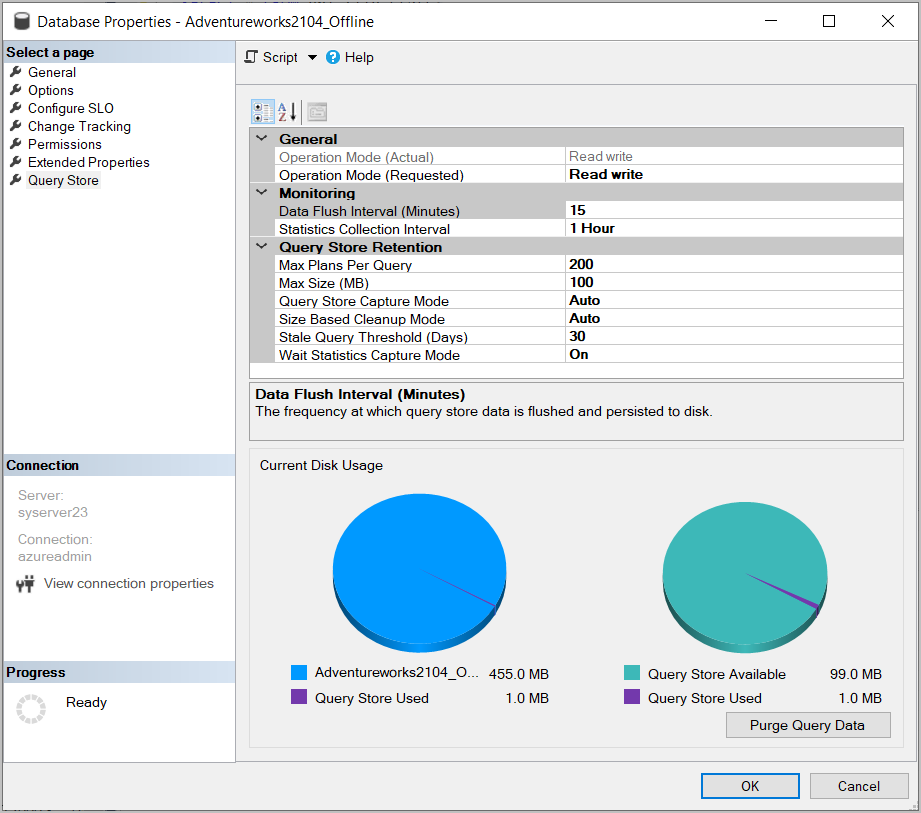 Database Properties - Adventureworks2104_Offline
Select a page
General
Options
Configure SLO
Change Tracking
Permissions
Extended Properties
Query Store
Connection
Server:
syserver23
Connection:
azureadmin
View connection properties
Progress
Ready
Script Help
A
Z
General
Operation Mode (Actual) Read write
Operation Mode (Requested) Read write
Monitoring
Data Flush Interval (Minutes) 15
Statistics Collection Interval 1 Hour
Query Store Retention
Max Plans Per Query 200
Max Size (MB) 100
Query Store Capture Mode Auto
Size Based Cleanup Mode Auto
Stale Query Threshold (Days) 30
Wait Statistics Capture Mode On
Data Flush Interval (Minutes)
The frequency at which query store data is flushed and persisted to disk.
Current Disk Usage
Adventureworks2104_O... 455.0 MB
Query Store Used 1.0 MB
Query Store Available 99.0 MB
Query Store Used 1.0 MB
Purge Query Data
OK Cancel